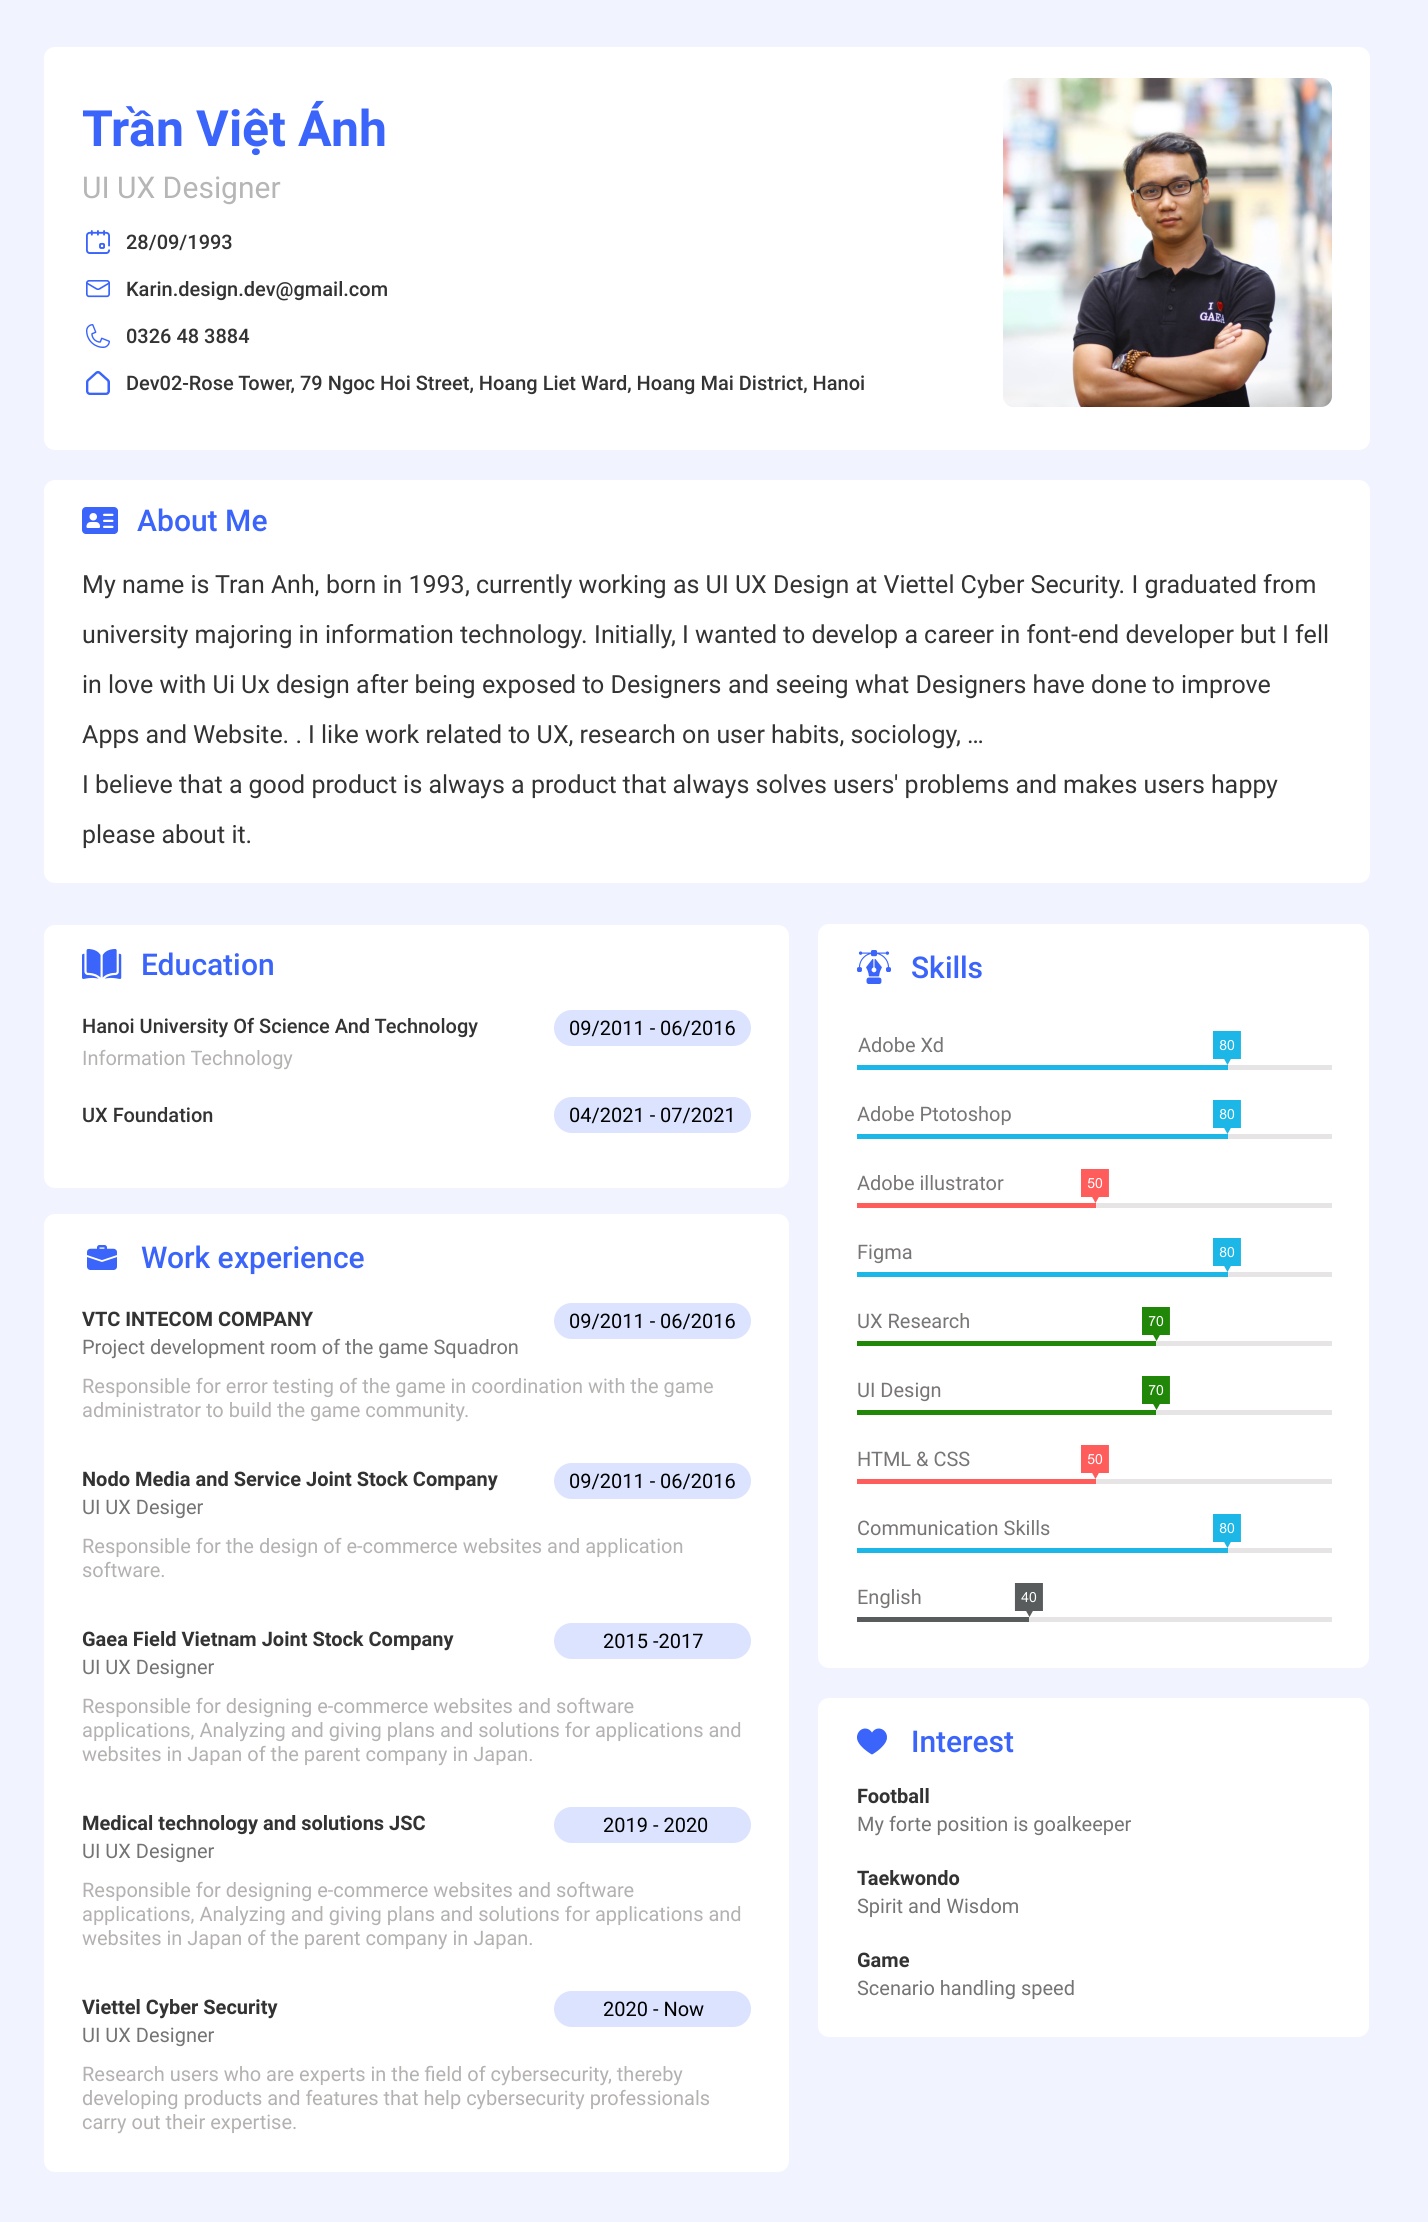 Trần Việt Ánh
UI UX Designer
28/09/1993
Karin.design.dev@gmail.com
0326 48 3884
Dev02-Rose Tower, 79 Ngoc Hoi Street, Hoang Liet Ward, Hoang Mai District, Hanoi
I
GAEA
About Me
My name is Tran Anh, born in 1993, currently working as UI UX Design at Viettel Cyber Security. I graduated from
university majoring in information technology. Initially, I wanted to develop a career in font-end developer but I fell
in love with Ui Ux design after being exposed to Designers and seeing what Designers have done to improve
Apps and Website. . I like work related to UX, research on user habits, sociology, ...
I believe that a good product is always a product that always solves users' problems and makes users happy
please about it.
Education
Hanoi University Of Science And Technology
09/2011 - 06/2016
Information Technology
UX Foundation
04/2021 - 07/2021
Work experience
VTC INTECOM COMPANY
09/2011 - 06/2016
Project development room of the game Squadron
Responsible for error testing of the game in coordination with the game
administrator to build the game community.
Nodo Media and Service Joint Stock Company
09/2011 - 06/2016
UI UX Desiger
Responsible for the design of e-commerce websites and application
software.
Gaea Field Vietnam Joint Stock Company
2015 -2017
UI UX Designer
Responsible for designing e-commerce websites and software
applications, Analyzing and giving plans and solutions for applications and
websites in Japan of the parent company in Japan.
Medical technology and solutions JSC
2019 - 2020
UI UX Designer
Responsible for designing e-commerce websites and software
applications, Analyzing and giving plans and solutions for applications and
websites in Japan of the parent company in Japan.
Viettel Cyber Security
2020 - Now
UI UX Designer
Research users who are experts in the field of cybersecurity, thereby
developing products and features that help cybersecurity professionals
carry out their expertise.
Skills
Adobe Xd
80
Adobe Ptotoshop
80
Adobe illustrator
50
Figma
80
UX Research
70
UI Design
70
HTML & CSS
50
Communication Skills
80
English
40
Interest
Football
My forte position is goalkeeper
Taekwondo
Spirit and Wisdom
Game
Scenario handling speed